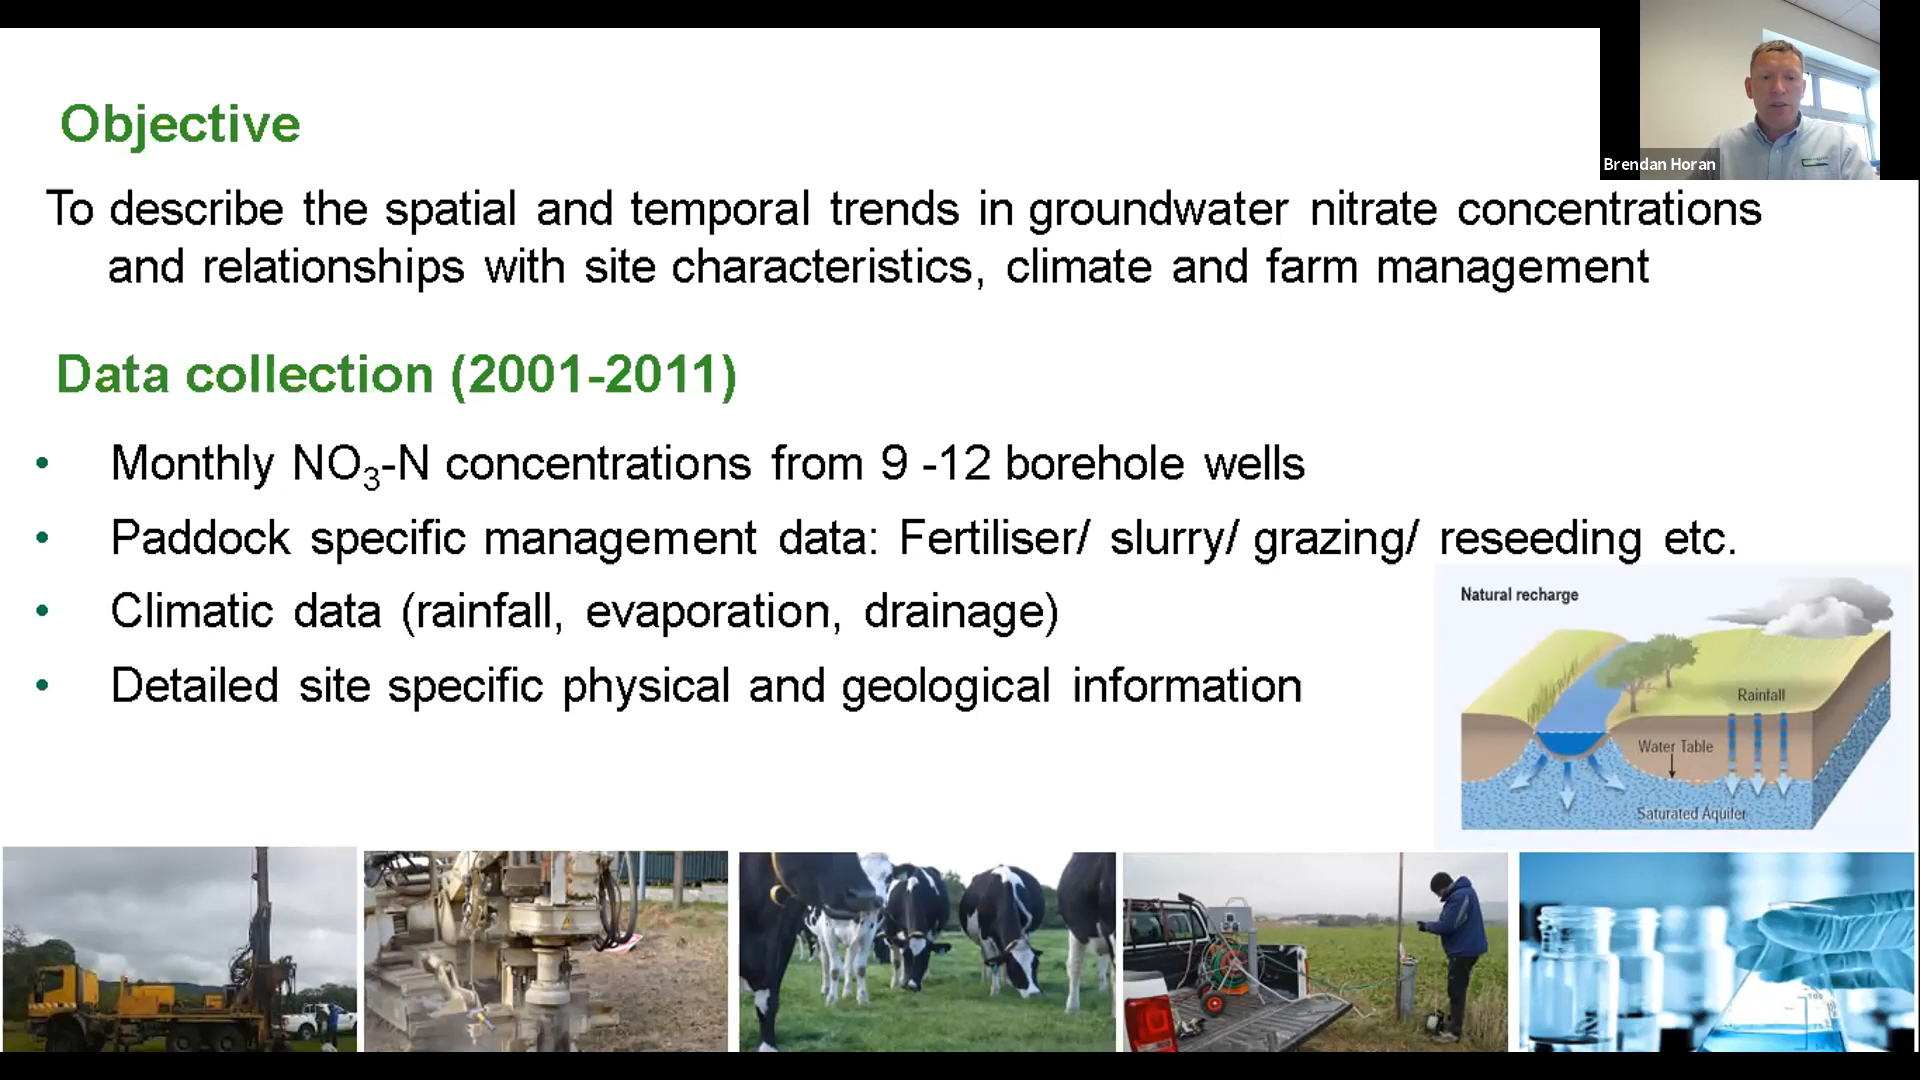 Objective
Brendan Horan
To describe the spatial and temporal trends in groundwater nitrate concentrations
and relationships with site characteristics, climate and farm management
Data collection (2001-2011)
• Monthly NO₃-N concentrations from 9 -12 borehole wells
• Paddock specific management data: Fertiliser/ slurry/ grazing/ reseeding etc.
• Climatic data (rainfall, evaporation, drainage)
• Detailed site specific physical and geological information
Natural recharge
Rainfall
Water Table
Saturated Aquifer